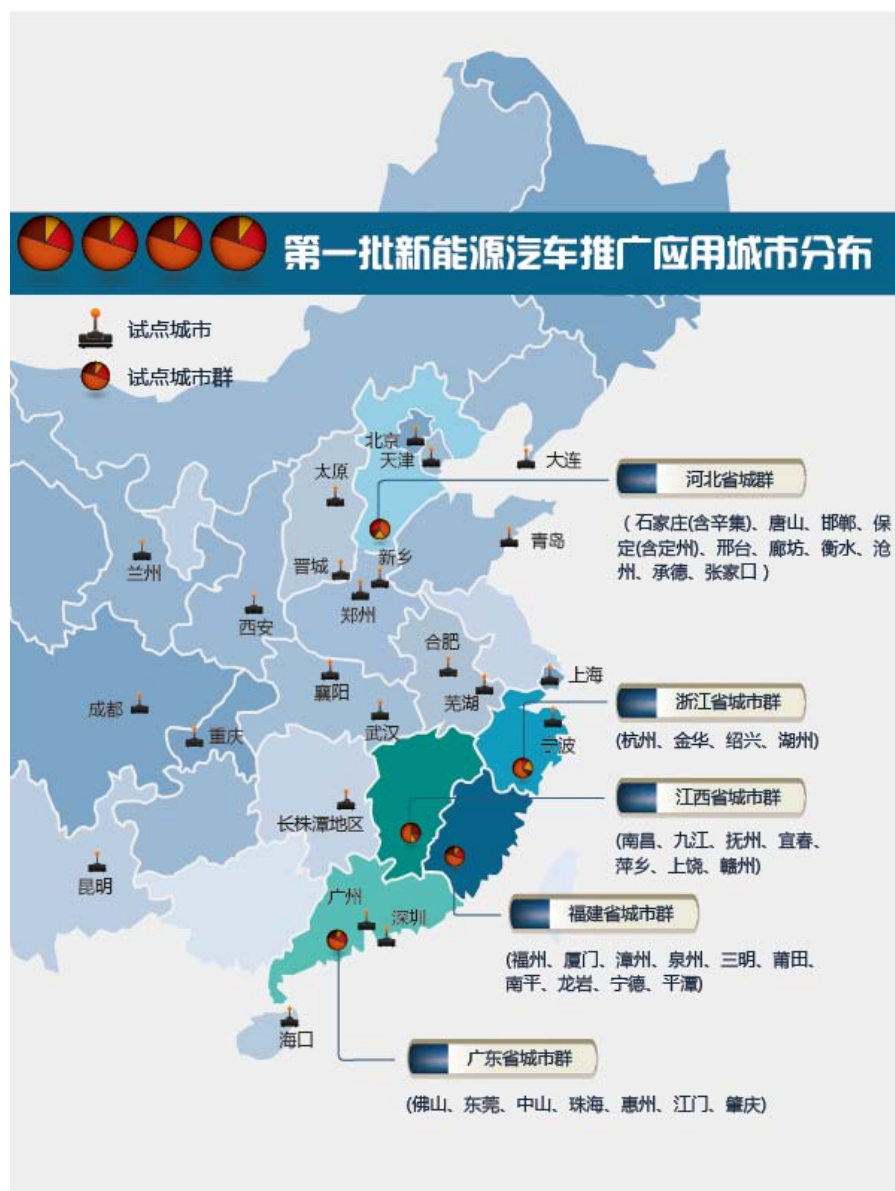 第一批新能源汽车推广应用城市分布
试点城市
试点城市群
北京
天津
大连
太原
河北省城群
(石家庄(含辛集)、唐山、邯郸、保
定(含定州)、邢台、廊坊、衡水、沧
州、承德、张家口)
青岛
兰州
晋城
新乡
郑州
西安
合肥
上海
襄阳
芜湖
浙江省城市群
(杭州、金华、绍兴、湖州)
成都
重庆
武汉
宁波
江西省城市群
(南昌、九江、抚州、宜春、
萍乡、上饶、赣州)
长株潭地区
昆明
广州
深圳
福建省城市群
(福州、厦门、漳州、泉州、三明、莆田、
南平、龙岩、宁德、平潭)
海口
广东省城市群
(佛山、东莞、中山、珠海、惠州、江门、肇庆)